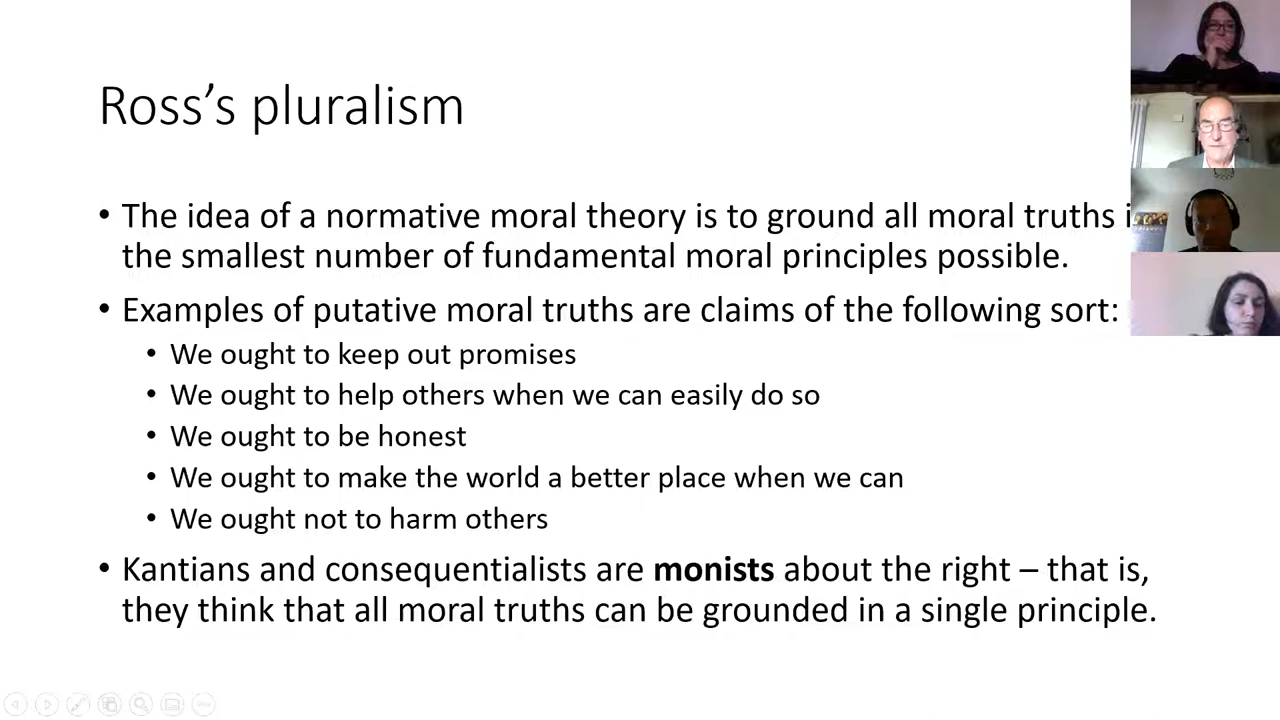 Ross's pluralism
• The idea of a normative moral theory is to ground all moral truths i
the smallest number of fundamental moral principles possible.
• Examples of putative moral truths are claims of the following sort:
• We ought to keep out promises
• We ought to help others when we can easily do so
• We ought to be honest
• We ought to make the world a better place when we can
• We ought not to harm others
• Kantians and consequentialists are monists about the right – that is,
they think that all moral truths can be grounded in a single principle.